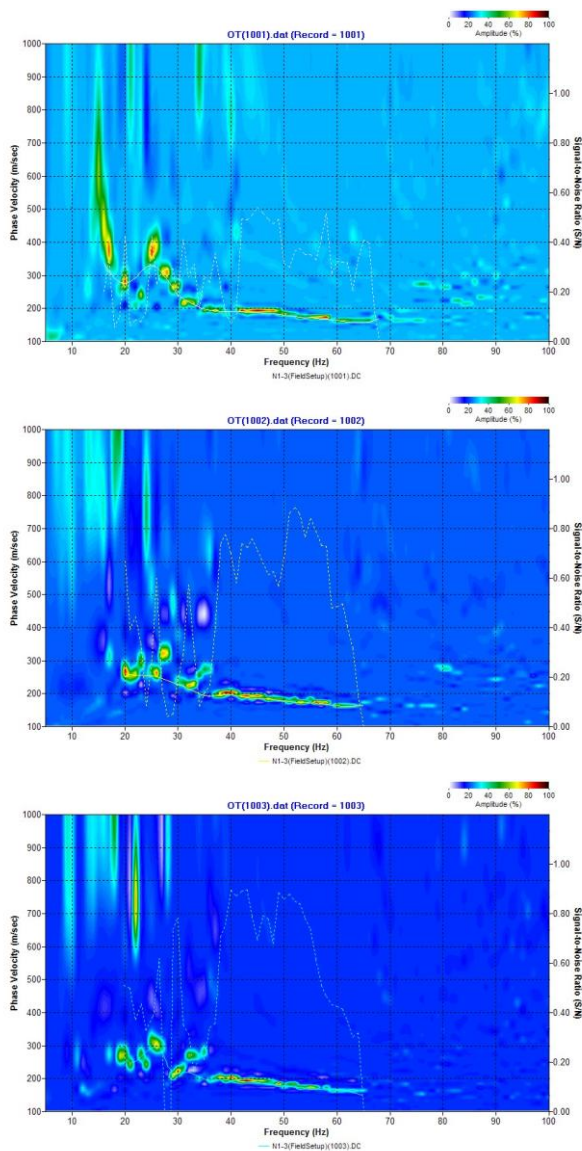 OT(1001).dat (Record = 1001)
0 20 40 60 80 100
Amplitude (%)
Phase Velocity (m/sec)
1000
900
800
700
600
500
400
300
200
100
Signal-to-Noise Ratio (S/N)
1.00
0.80
0.60
0.40
0.20
0.00
10 20 30 40 50 60 70 80 90 100
Frequency (Hz)
N1-3(FieldSetup)(1001).DC
OT(1002).dat (Record = 1002)
0 20 40 60 80 100
Amplitude (%)
Phase Velocity (m/sec)
1000
900
800
700
600
500
400
300
200
100
Signal-to-Noise Ratio (S/N)
1.00
0.80
0.60
0.40
0.20
0.00
10 20 30 40 50 60 70 80 90 100
Frequency (Hz)
N1-3(FieldSetup)(1002).DC
OT(1003).dat (Record = 1003)
0 20 40 60 80 100
Amplitude (%)
Phase Velocity (m/sec)
1000
900
800
700
600
500
400
300
200
100
Signal-to-Noise Ratio (S/N)
1.00
0.80
0.60
0.40
0.20
0.00
10 20 30 40 50 60 70 80 90 100
Frequency (Hz)
N1-3(FieldSetup)(1003).DC